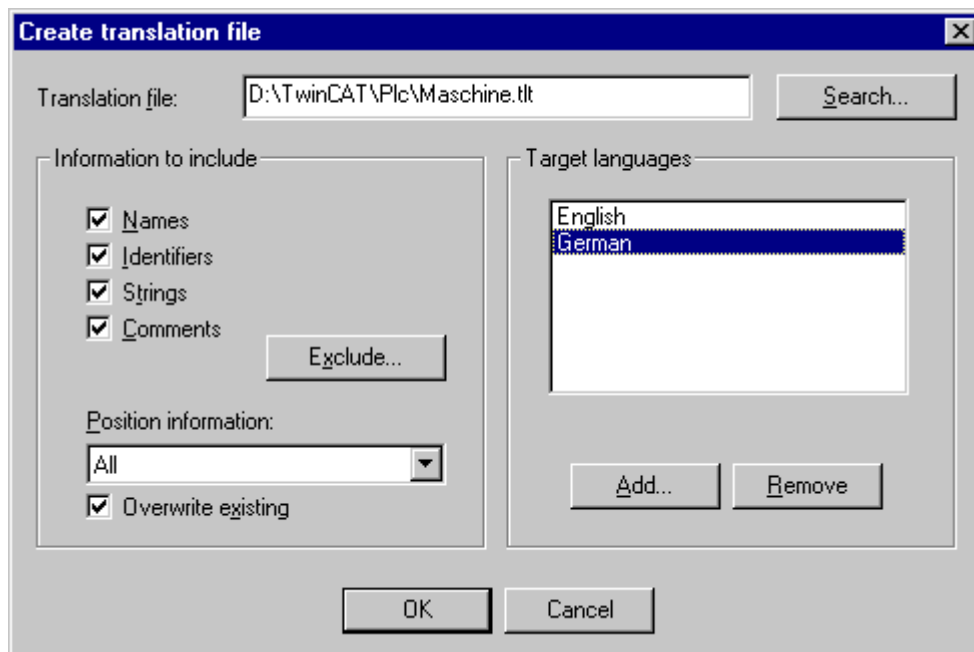 Create translation file
Translation file: D:\TwinCAT\Plc\Maschine.tlt Search...
Information to include
Names
Identifiers
Strings
Comments
Exclude...
Position information:
All
Overwrite existing
Target languages
English
German
Add... Remove
OK Cancel